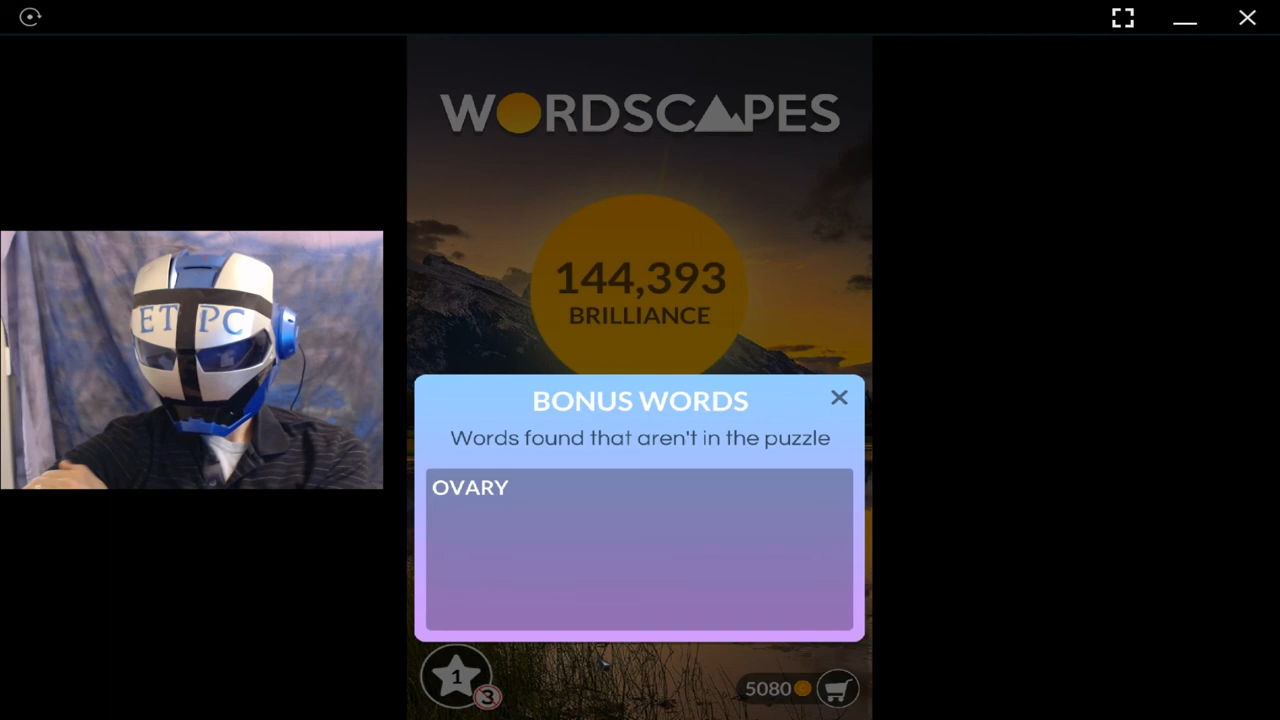 WORDSCAPES
144,393
BRILLIANCE
ET PC
BONUS WORDS
Words found that aren't in the puzzle
OVARY
1
3
5080